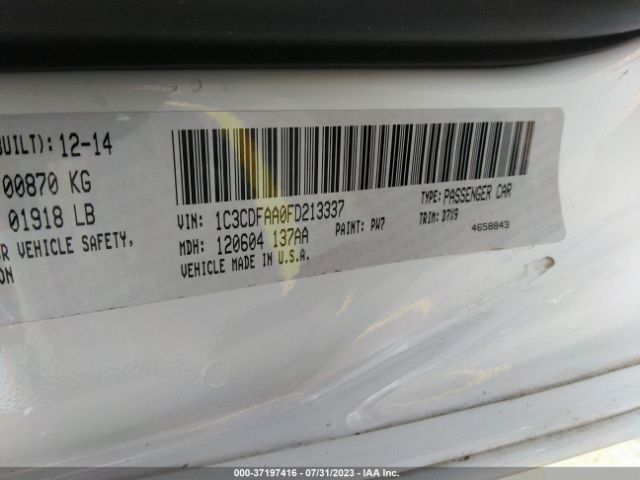 BUILT): 12-14
00870 KG
01918 LB
R VEHICLE SAFETY,
ON
VIN: 1C3CDFAA0FD213337
TYPE: PASSENGER CAR
MDH: 120604 137AA
PAINT: PW7
TRIM: D7X9
VEHICLE MADE IN U.S.A.
4658843
000-37197416 - 07/31/2023 - IAA Inc.